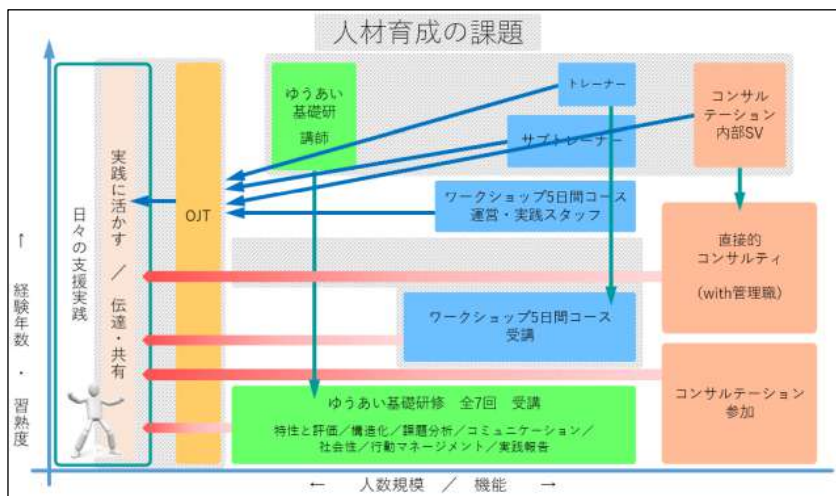 人材育成の課題
ゆうあい
基礎研
講師
トレーナー
サブトレーナー
コンサル
テーション
内部SV
ワークショップ5日間コース
運営・実践スタッフ
OJT
実践に活かす ／ 伝達・共有
日々の支援実践
直接的
コンサルティ
(with管理職)
ワークショップ5日間コース
受講
コンサルテーション
参加
ゆうあい基礎研修 全7回 受講
特性と評価／構造化／課題分析／コミュニケーション／
社会性／行動マネージメント／実践報告
← 経験年数 ・ 習熟度
← 人数規模 ／ 機能 →